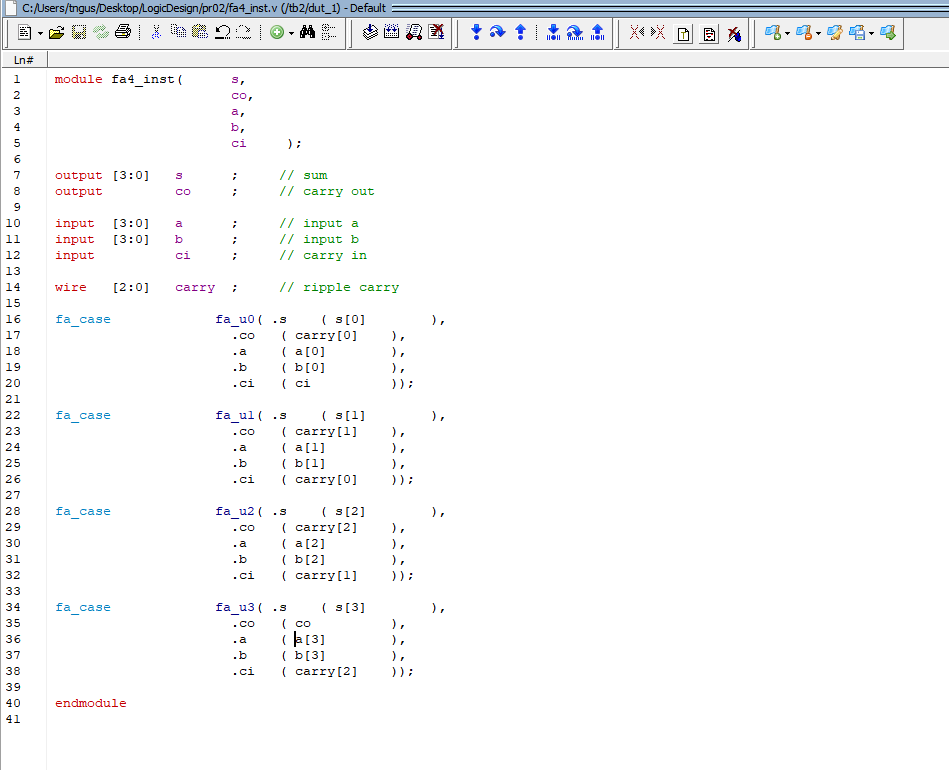 C:/Users/tngus/Desktop/LogicDesign/pr02/fa4_inst.v (/tb2/dut_1) - Default
Ln#
1 module fa4_inst( s,
2 co,
3 a,
4 b,
5 ci );
6
7 output [3:0] s ; // sum
8 output co ; // carry out
9
10 input [3:0] a ; // input a
11 input [3:0] b ; // input b
12 input ci ; // carry in
13
14 wire [2:0] carry ; // ripple carry
15
16 fa_case fa_u0( .s ( s[0] ),
17 .co ( carry[0] ),
18 .a ( a[0] ),
19 .b ( b[0] ),
20 .ci ( ci ));
21
22 fa_case fa_u1( .s ( s[1] ),
23 .co ( carry[1] ),
24 .a ( a[1] ),
25 .b ( b[1] ),
26 .ci ( carry[0] ));
27
28 fa_case fa_u2( .s ( s[2] ),
29 .co ( carry[2] ),
30 .a ( a[2] ),
31 .b ( b[2] ),
32 .ci ( carry[1] ));
33
34 fa_case fa_u3( .s ( s[3] ),
35 .co ( co ),
36 .a ( a[3] ),
37 .b ( b[3] ),
38 .ci ( carry[2] ));
39
40 endmodule
41